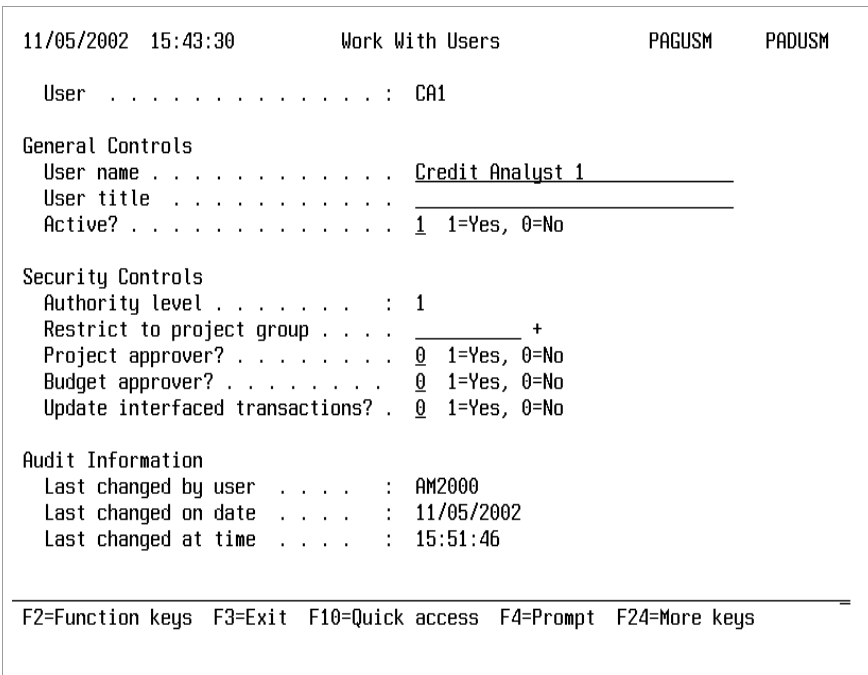 11/05/2002  15:43:30          Work With Users              PAGUSM     PADUSM
User  . . . . . . . . . . . . . :  CA1
General Controls
User name . . . . . . . . . . . .  Credit Analyst 1
User title  . . . . . . . . . . .
Active? . . . . . . . . . . . . .  1  1=Yes, 0=No
Security Controls
Authority level . . . . . . .   :  1
Restrict to project group . . . .             +
Project approver? . . . . . . . .  0  1=Yes, 0=No
Budget approver? . . . . . . . .   0  1=Yes, 0=No
Update interfaced transactions? .  0  1=Yes, 0=No
Audit Information
Last changed by user  . . . .   :  AM2000
Last changed on date  . . . .   :  11/05/2002
Last changed at time  . . . .   :  15:51:46
F2=Function keys  F3=Exit  F10=Quick access  F4=Prompt  F24=More keys